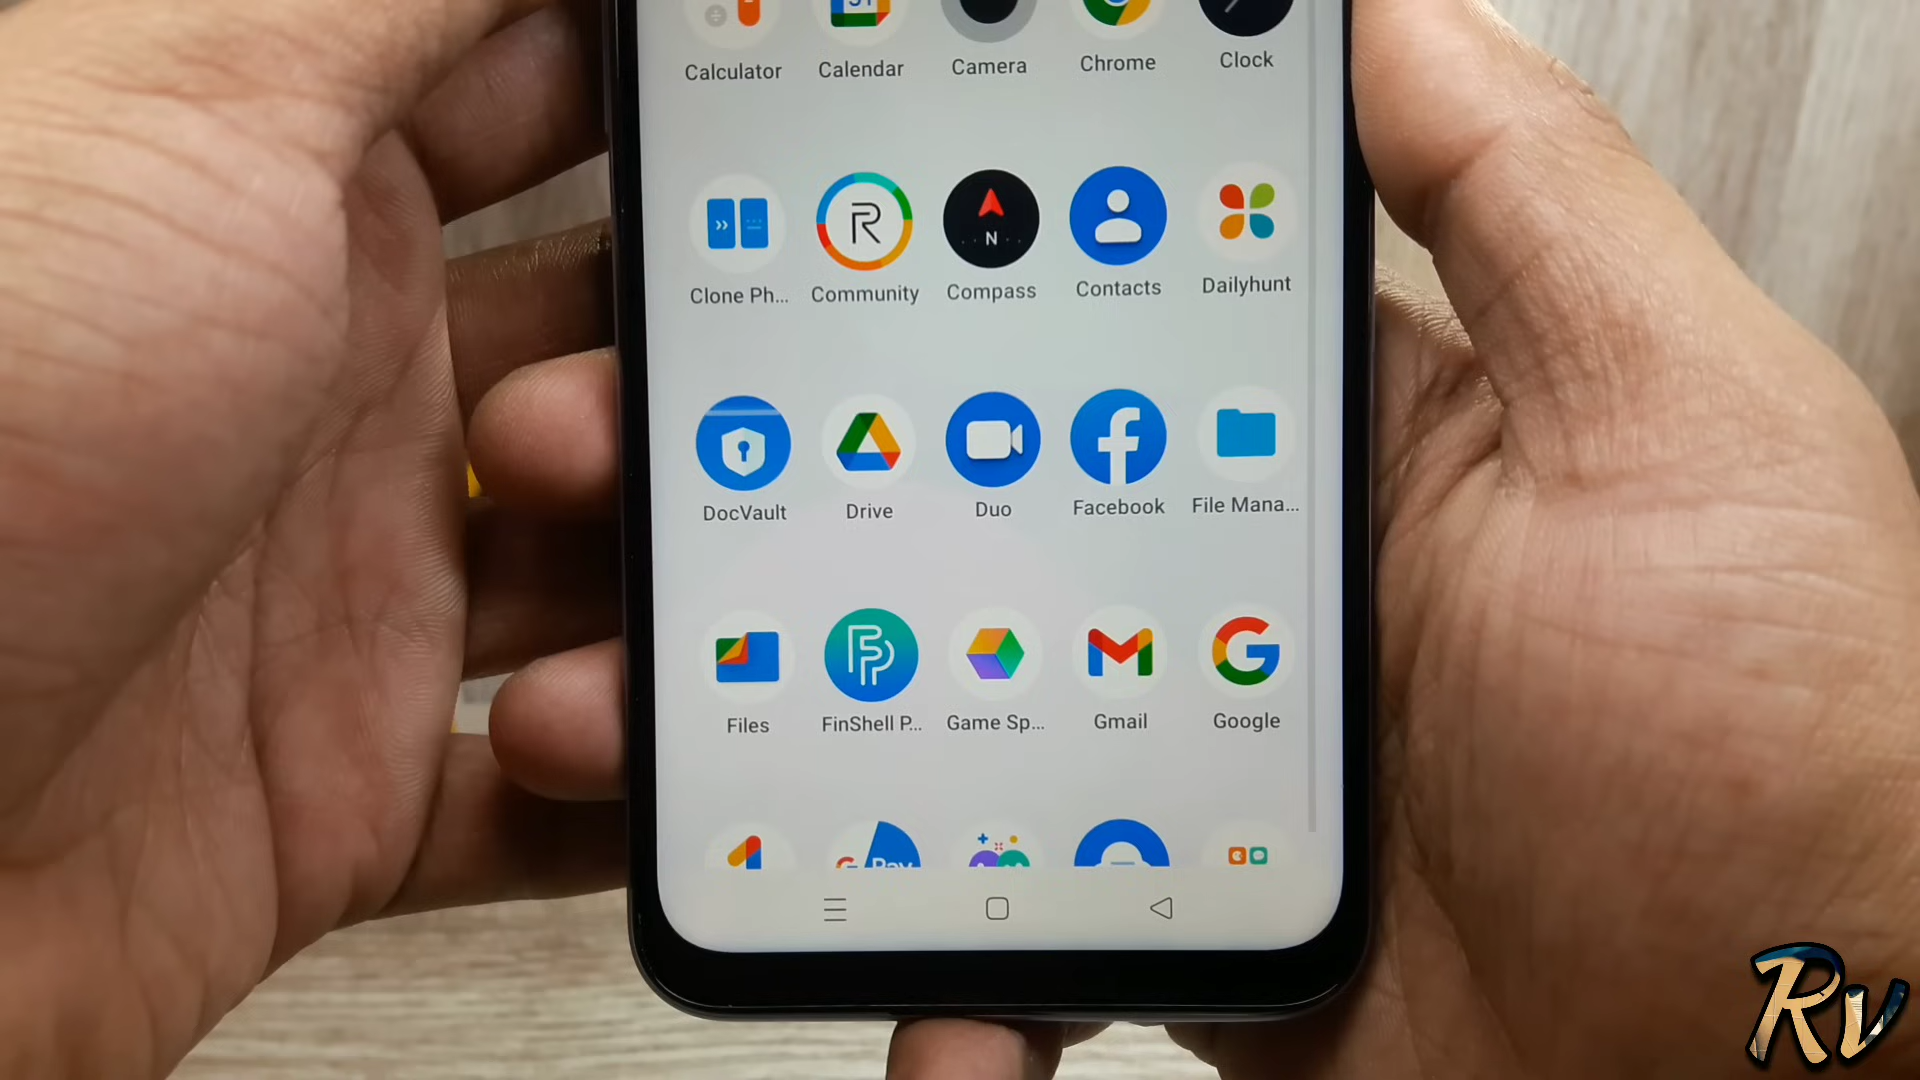 Calculator Calendar Camera Chrome Clock
N
Clone Ph... Community Compass Contacts Dailyhunt
DocVault Drive Duo Facebook File Mana...
Files FinShell P... Game Sp... Gmail Google
G Pay
Rv